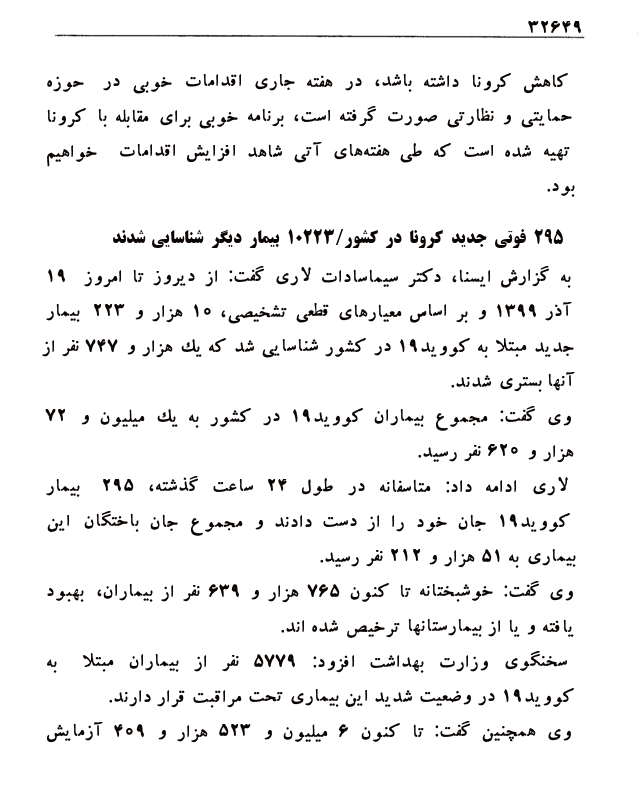 ۳۲۶۴۹
کاهش کرونا داشته باشد، در هفته جاری اقدامات خوبی در حوزه
حمایتی و نظارتی صورت گرفته است، برنامه خوبی برای مقابله با کرونا
تهیه شده است که طی هفته‌های آتی شاهد افزایش اقدامات خواهیم
بود.
۲۹۵ فوتی جدید کرونا در کشور/۱۰۲۲۳ بیمار دیگر شناسایی شدند
به گزارش ایسنا، دکتر سیماسادات لاری گفت: از دیروز تا امروز ۱۹
آذر ۱۳۹۹ و بر اساس معیارهای قطعی تشخیصی، ۱۰ هزار و ۲۲۳ بیمار
جدید مبتلا به کووید۱۹ در کشور شناسایی شد که یك هزار و ۷۴۷ نفر از
آنها بستری شدند.
وی گفت: مجموع بیماران کووید۱۹ در کشور به یك میلیون و ۷۲
هزار و ۶۲۰ نفر رسید.
لاری ادامه داد: متاسفانه در طول ۲۴ ساعت گذشته، ۲۹۵ بیمار
کووید۱۹ جان خود را از دست دادند و مجموع جان باختگان این
بیماری به ۵۱ هزار و ۲۱۲ نفر رسید.
وی گفت: خوشبختانه تا کنون ۷۶۵ هزار و ۶۳۹ نفر از بیماران، بهبود
یافته و یا از بیمارستانها ترخیص شده اند.
سخنگوی وزارت بهداشت افزود: ۵۷۷۹ نفر از بیماران مبتلا به
کووید۱۹ در وضعیت شدید این بیماری تحت مراقبت قرار دارند.
وی همچنین گفت: تا کنون ۶ میلیون و ۵۲۳ هزار و ۴۰۹ آزمایش